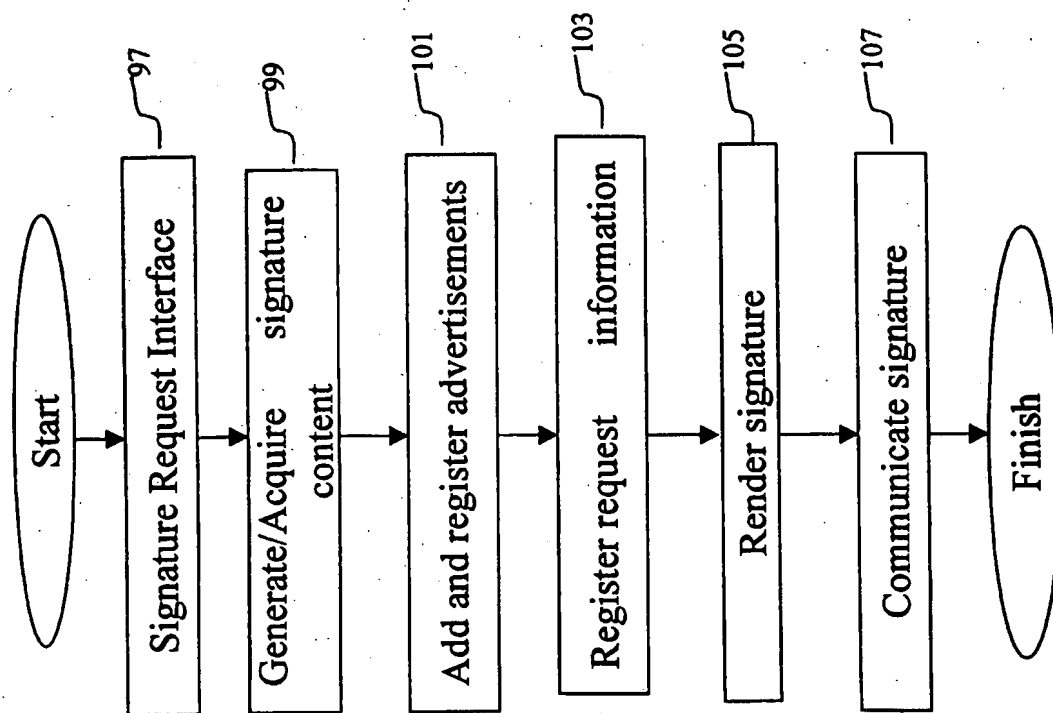 Start
Signature Request Interface
97
Generate/Acquire signature
content
99
Add and register advertisements
101
Register request information
103
Render signature
105
Communicate signature
107
Finish